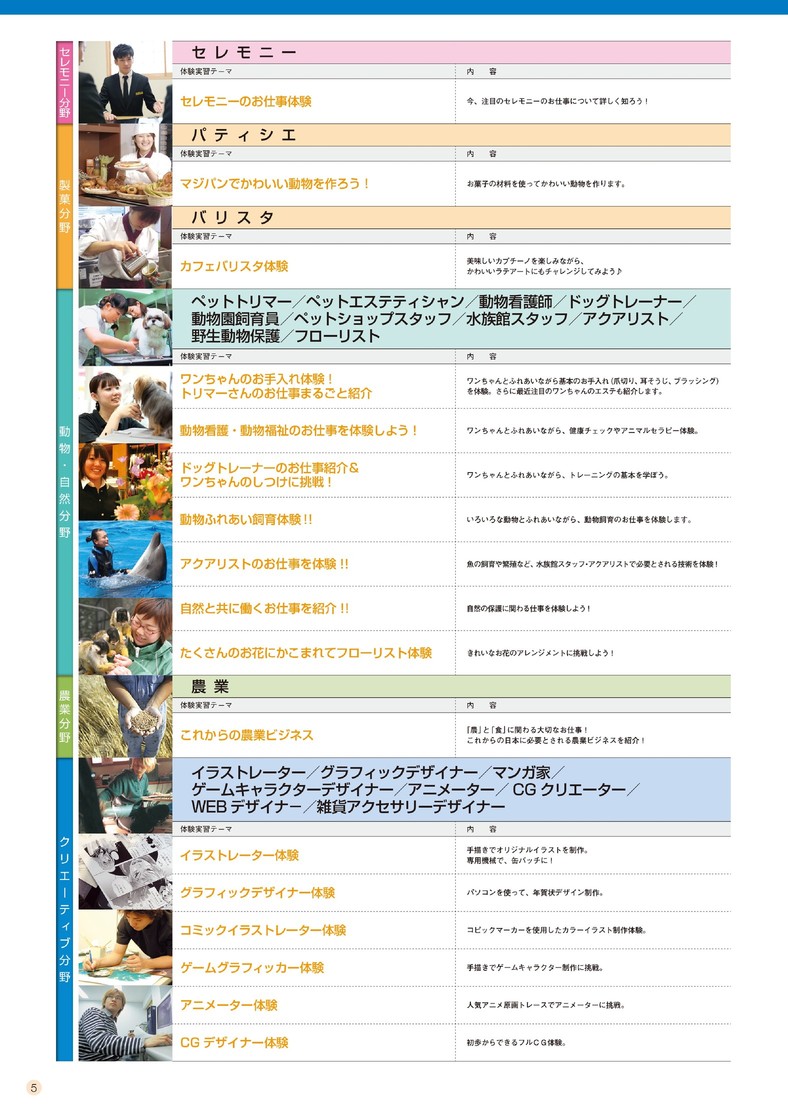 セレモニー分野
セレモニー
体験実習テーマ 内 容
セレモニーのお仕事体験 今、注目のセレモニーのお仕事について詳しく知ろう！
製菓分野
パティシエ
体験実習テーマ 内 容
マジパンでかわいい動物を作ろう！ お菓子の材料を使ってかわいい動物を作ります。
バリスタ
体験実習テーマ 内 容
カフェバリスタ体験 美味しいカプチーノを楽しみながら、
かわいいラテアートにもチャレンジしてみよう♪
動物・自然分野
ペットトリマー／ペットエステティシャン／動物看護師／ドッグトレーナー／
動物園飼育員／ペットショップスタッフ／水族館スタッフ／アクアリスト／
野生動物保護／フローリスト
体験実習テーマ 内 容
ワンちゃんのお手入れ体験！
トリマーさんのお仕事まるごと紹介
ワンちゃんとふれあいながら基本のお手入れ（爪切り、耳そうじ、ブラッシング）
を体験。さらに最近注目のワンちゃんのエステも紹介します。
動物看護・動物福祉のお仕事を体験しよう！ ワンちゃんとふれあいながら、健康チェックやアニマルセラピー体験。
ドッグトレーナーのお仕事紹介＆
ワンちゃんのしつけに挑戦！
ワンちゃんとふれあいながら、トレーニングの基本を学ぼう。
動物ふれあい飼育体験!! いろいろな動物とふれあいながら、動物飼育のお仕事を体験します。
アクアリストのお仕事を体験!! 魚の飼育や繁殖など、水族館スタッフ・アクアリストで必要とされる技術を体験！
自然と共に働くお仕事を紹介!! 自然の保護に関わる仕事を体験しよう！
たくさんのお花にかこまれてフローリスト体験 きれいなお花のアレンジメントに挑戦しよう！
農業分野
農業
体験実習テーマ 内 容
これからの農業ビジネス 「農」と「食」に関わる大切なお仕事！
これからの日本に必要とされる農業ビジネスを紹介！
クリエーティブ分野
イラストレーター／グラフィックデザイナー／マンガ家／
ゲームキャラクターデザイナー／アニメーター／CGクリエーター／
WEBデザイナー／雑貨アクセサリーデザイナー
体験実習テーマ 内 容
イラストレーター体験 手描きでオリジナルイラストを制作。
専用機械で、缶バッチに！
グラフィックデザイナー体験 パソコンを使って、年賀状デザイン制作。
コミックイラストレーター体験 コピックマーカーを使用したカラーイラスト制作体験。
ゲームグラフィッカー体験 手描きでゲームキャラクター制作に挑戦。
アニメーター体験 人気アニメ原画トレースでアニメーターに挑戦。
CGデザイナー体験 初歩からできるフルCG体験。
5